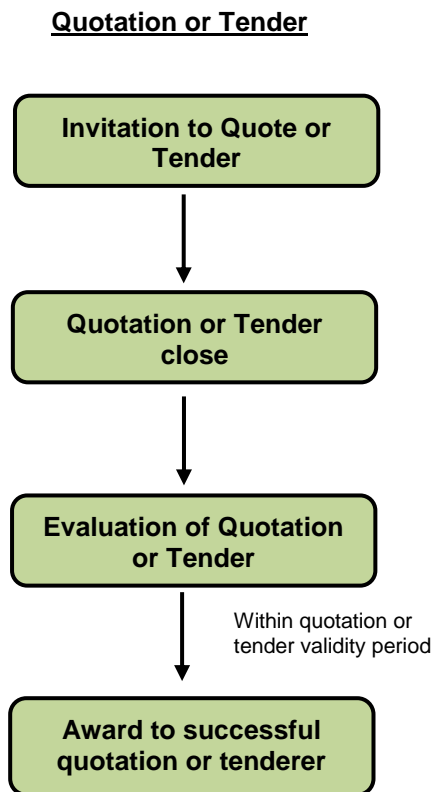 Quotation or Tender
Invitation to Quote or
Tender
Quotation or Tender
close
Evaluation of Quotation
or Tender
Within quotation or
tender validity period
Award to successful
quotation or tenderer